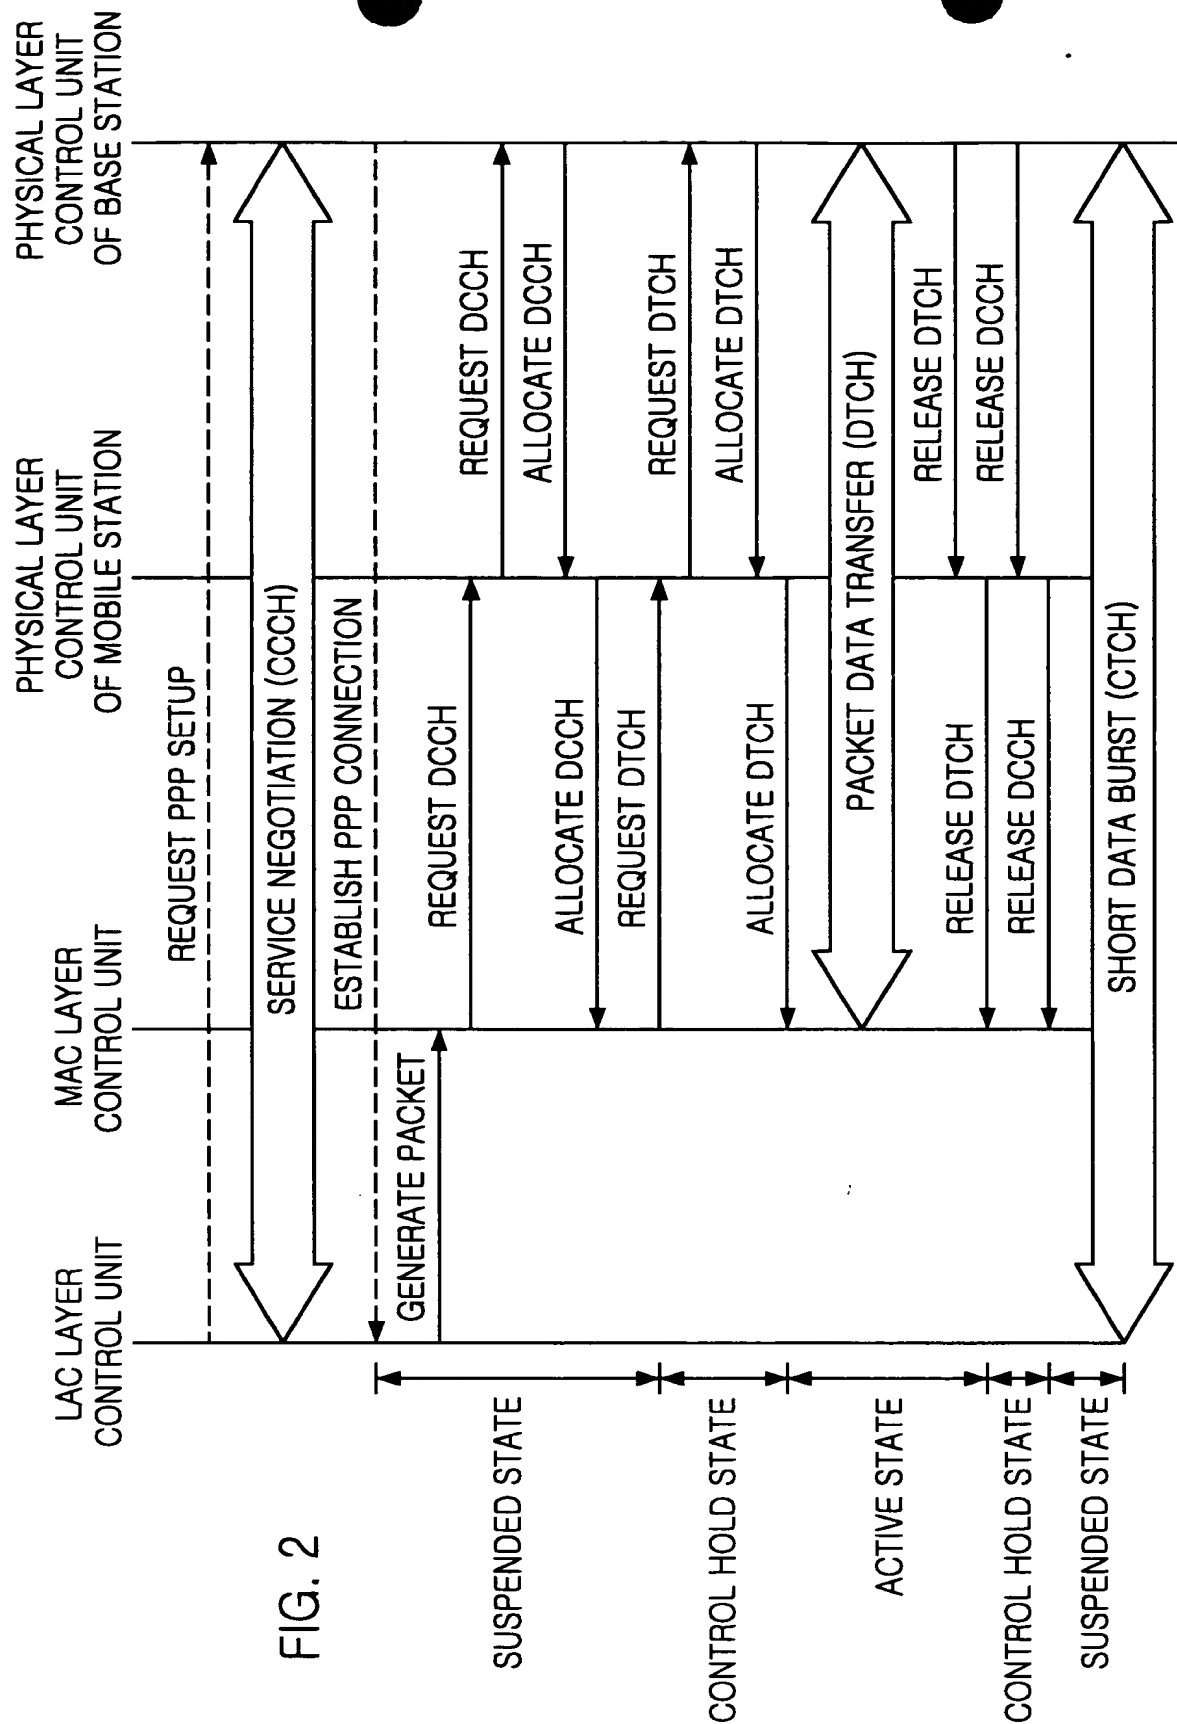 FIG. 2
LAC LAYER
CONTROL UNIT
MAC LAYER
CONTROL UNIT
PHYSICAL LAYER
CONTROL UNIT
OF MOBILE STATION
PHYSICAL LAYER
CONTROL UNIT
OF BASE STATION
REQUEST PPP SETUP
SERVICE NEGOTIATION (CCCH)
ESTABLISH PPP CONNECTION
GENERATE PACKET
REQUEST DCCH
REQUEST DCCH
ALLOCATE DCCH
ALLOCATE DCCH
REQUEST DTCH
REQUEST DTCH
ALLOCATE DTCH
ALLOCATE DTCH
PACKET DATA TRANSFER (DTCH)
RELEASE DTCH
RELEASE DTCH
RELEASE DCCH
RELEASE DCCH
SHORT DATA BURST (CTCH)
SUSPENDED STATE
CONTROL HOLD STATE
ACTIVE STATE
CONTROL HOLD STATE
SUSPENDED STATE